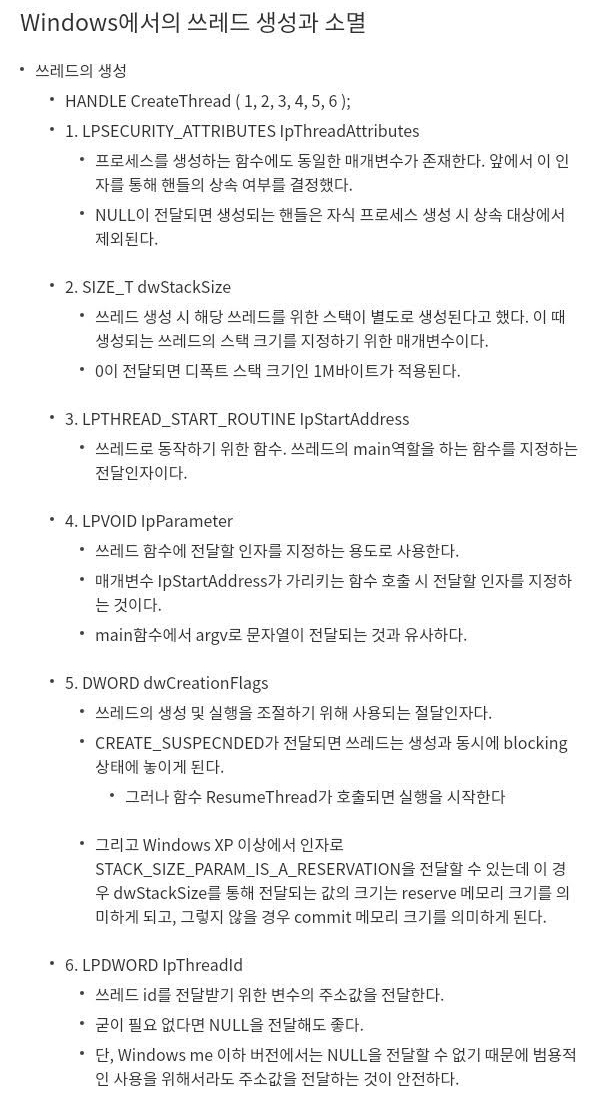 Windows에서의 쓰레드 생성과 소멸
• 쓰레드의 생성
• HANDLE CreateThread ( 1, 2, 3, 4, 5, 6 );
• 1. LPSECURITY_ATTRIBUTES IpThreadAttributes
• 프로세스를 생성하는 함수에도 동일한 매개변수가 존재한다. 앞에서 이 인
자를 통해 핸들의 상속 여부를 결정했다.
• NULL이 전달되면 생성되는 핸들은 자식 프로세스 생성 시 상속 대상에서
제외된다.
• 2. SIZE_T dwStackSize
• 쓰레드 생성 시 해당 쓰레드를 위한 스택이 별도로 생성된다고 했다. 이 때
생성되는 쓰레드의 스택 크기를 지정하기 위한 매개변수이다.
• 0이 전달되면 디폭트 스택 크기인 1M바이트가 적용된다.
• 3. LPTHREAD_START_ROUTINE IpStartAddress
• 쓰레드로 동작하기 위한 함수. 쓰레드의 main역할을 하는 함수를 지정하는
전달인자이다.
• 4. LPVOID IpParameter
• 쓰레드 함수에 전달할 인자를 지정하는 용도로 사용한다.
• 매개변수 IpStartAddress가 가리키는 함수 호출 시 전달할 인자를 지정하
는 것이다.
• main함수에서 argv로 문자열이 전달되는 것과 유사하다.
• 5. DWORD dwCreationFlags
• 쓰레드의 생성 및 실행을 조절하기 위해 사용되는 절달인자다.
• CREATE_SUSPECNDED가 전달되면 쓰레드는 생성과 동시에 blocking
상태에 놓이게 된다.
• 그러나 함수 ResumeThread가 호출되면 실행을 시작한다
• 그리고 Windows XP 이상에서 인자로
STACK_SIZE_PARAM_IS_A_RESERVATION을 전달할 수 있는데 이 경
우 dwStackSize를 통해 전달되는 값의 크기는 reserve 메모리 크기를 의
미하게 되고, 그렇지 않을 경우 commit 메모리 크기를 의미하게 된다.
• 6. LPDWORD IpThreadId
• 쓰레드 id를 전달받기 위한 변수의 주소값을 전달한다.
• 굳이 필요 없다면 NULL을 전달해도 좋다.
• 단, Windows me 이하 버전에서는 NULL을 전달할 수 없기 때문에 범용적
인 사용을 위해서라도 주소값을 전달하는 것이 안전하다.